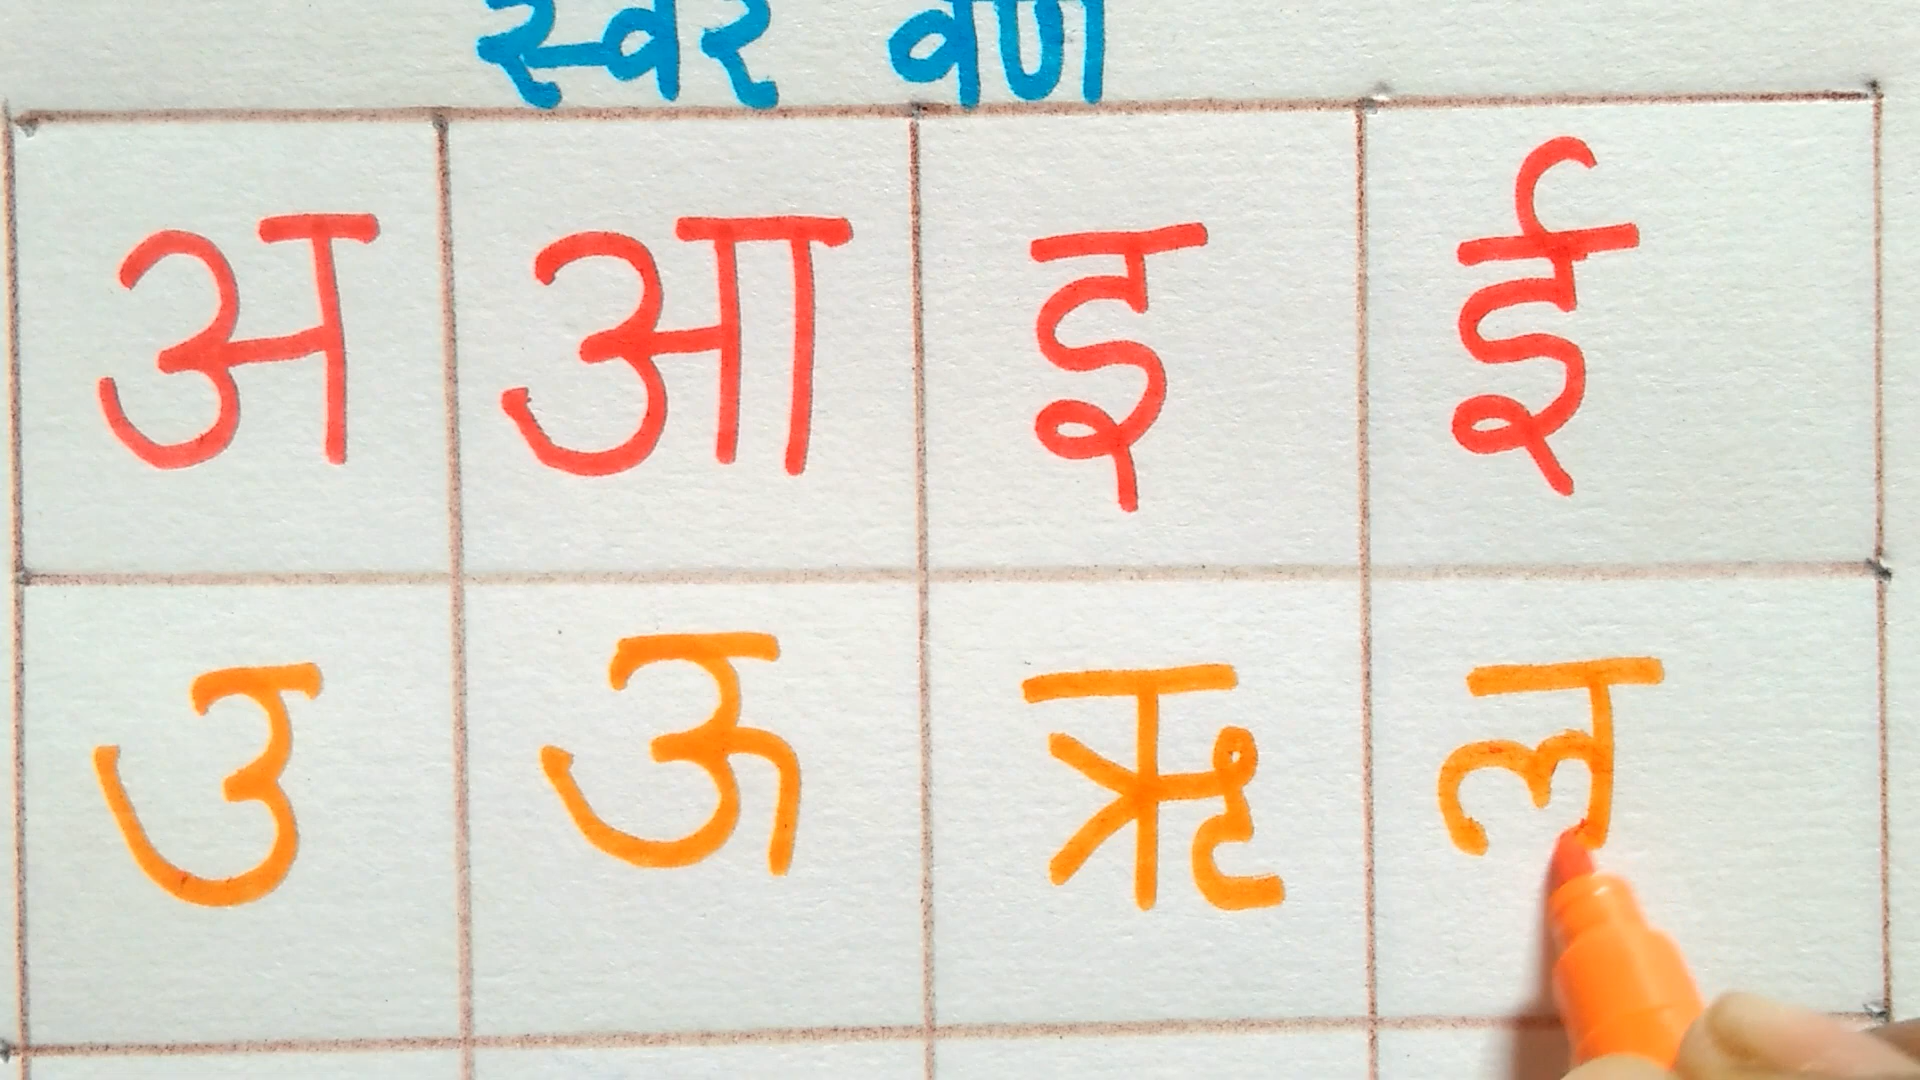 स्वर वर्ण
अ आ इ ई
उ ऊ ऋ ल